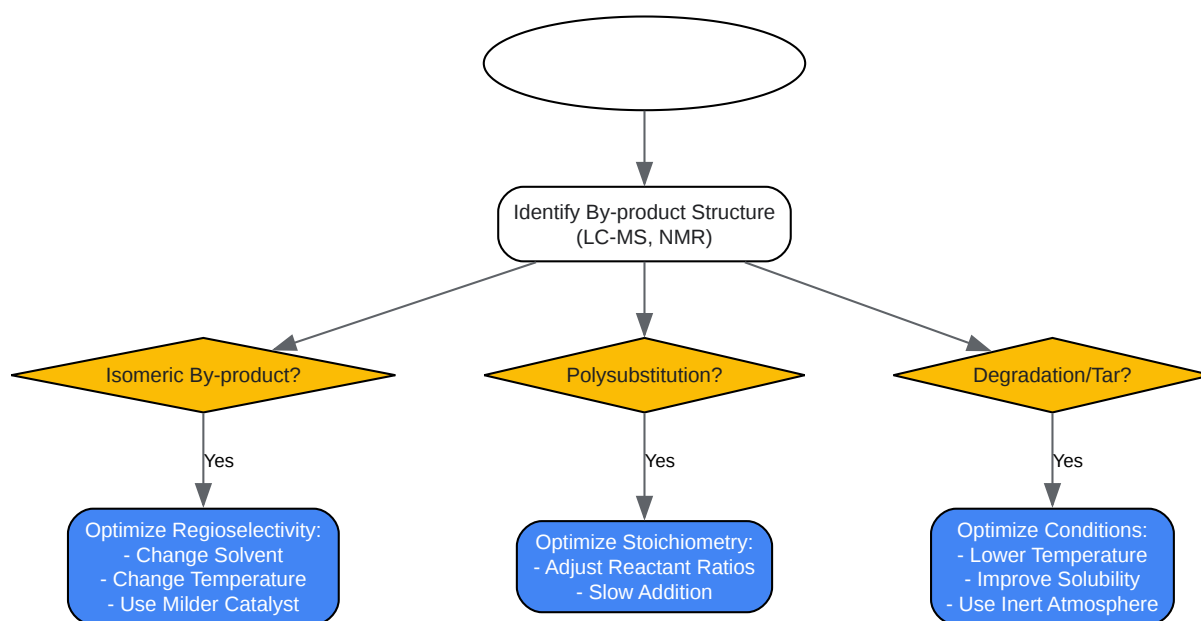 Identify By-product Structure
(LC-MS, NMR)
Isomeric By-product?
Polysubstitution?
Degradation/Tar?
Yes
Yes
Yes
Optimize Regioselectivity:
- Change Solvent
- Change Temperature
- Use Milder Catalyst
Optimize Stoichiometry:
- Adjust Reactant Ratios
- Slow Addition
Optimize Conditions:
- Lower Temperature
- Improve Solubility
- Use Inert Atmosphere